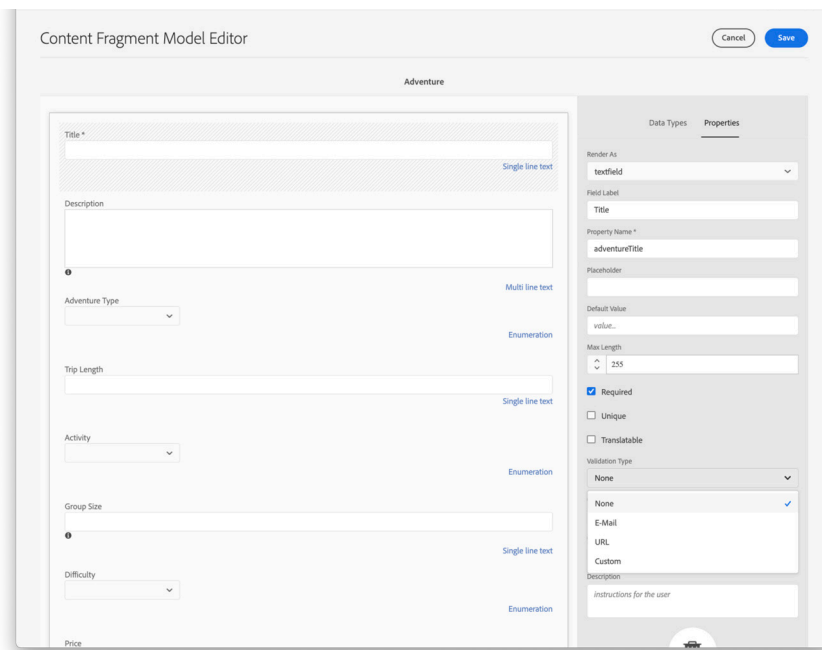 Content Fragment Model Editor
Cancel
Save
Adventure
Title *
Single line text
Description
Multi line text
Adventure Type
Enumeration
Trip Length
Single line text
Activity
Enumeration
Group Size
Single line text
Difficulty
Enumeration
Price
Data Types
Properties
Render As
textfield
Field Label
Title
Property Name *
adventureTitle
Placeholder
Default Value
value...
Max Length
255
Required
Unique
Translatable
Validation Type
None
None
E-Mail
URL
Custom
Description
instructions for the user